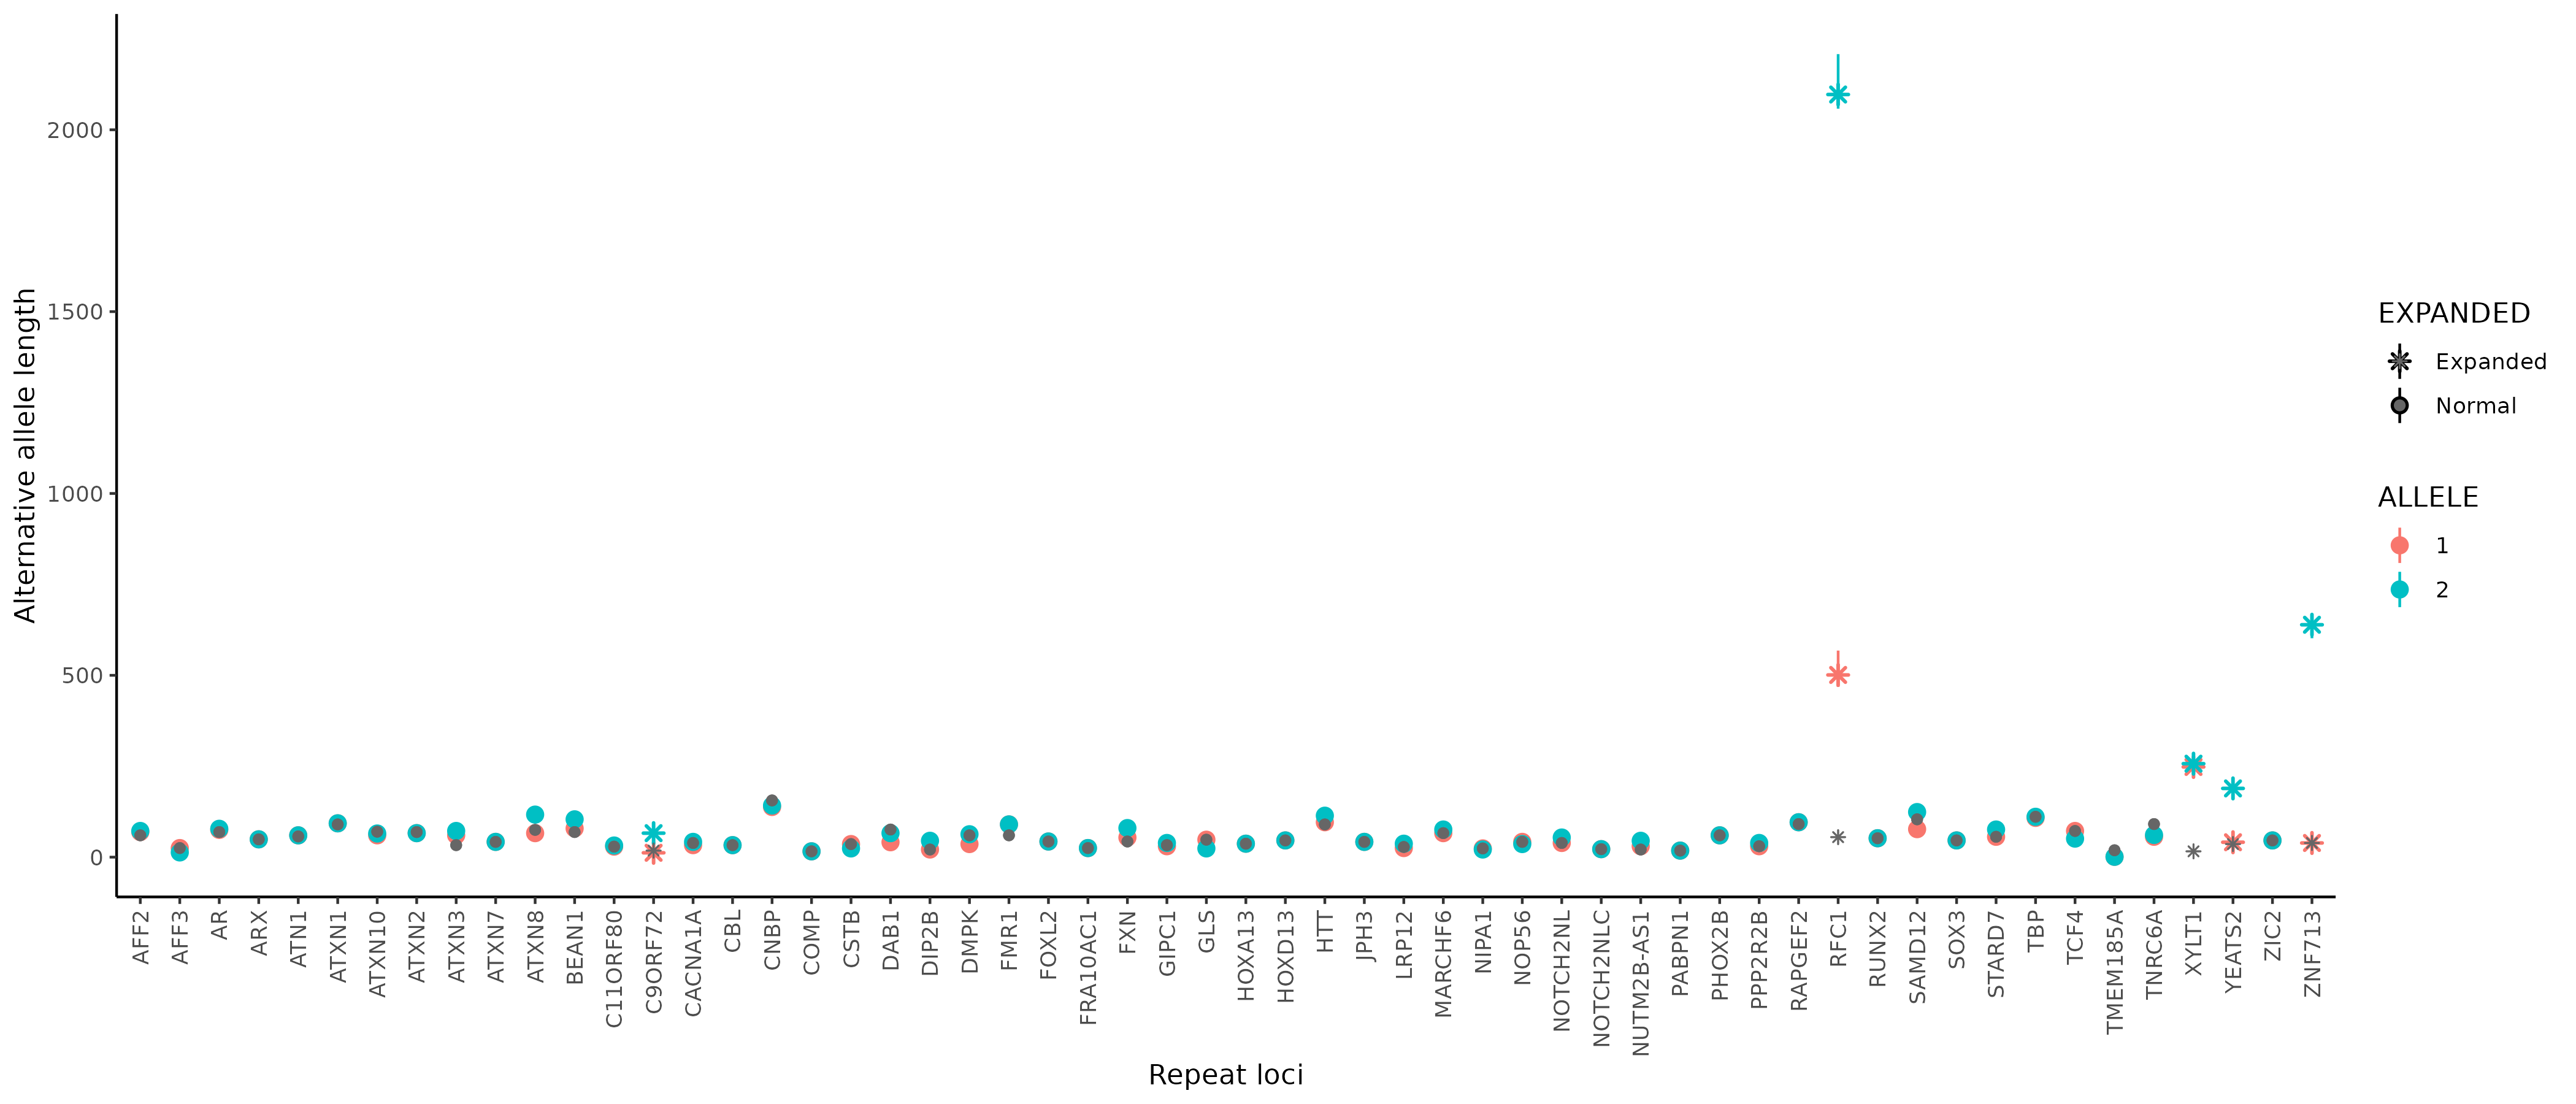 Alternative allele length
2000
1500
1000
500
0
AFF2
AFF3
AR
ARX
ATN1
ATXN1
ATXN10
ATXN2
ATXN3
ATXN7
ATXN8
BEAN1
C11ORF80
C9ORF72
CACNA1A
CBL
CNBP
COMP
CSTB
DAB1
DIP2B
DMPK
FMR1
FOXL2
FRA10AC1
FXN
GIPC1
GLS
HOXA13
HOXD13
HTT
JPH3
LRP12
MARCHF6
NIPA1
NOP56
NOTCH2NL
NOTCH2NLC
NUTM2B-AS1
PABPN1
PHOX2B
PPP2R2B
RAPGEF2
RFC1
RUNX2
SAMD12
SOX3
STARD7
TBP
TCF4
TMEM185A
TNRC6A
XYLT1
YEATS2
ZIC2
ZNF713
Repeat loci
EXPANDED
Expanded
Normal
ALLELE
1
2